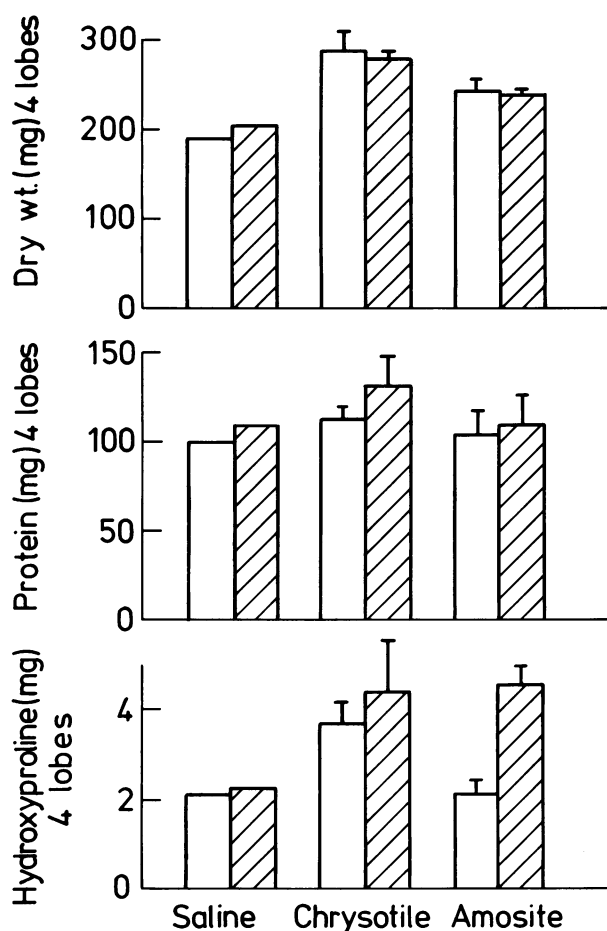 Dry wt. (mg) 4 lobes
300
200
100
0
Protein (mg) 4 lobes
150
100
50
0
Hydroxyproline (mg)
4 lobes
4
2
0
Saline Chrysotile Amosite